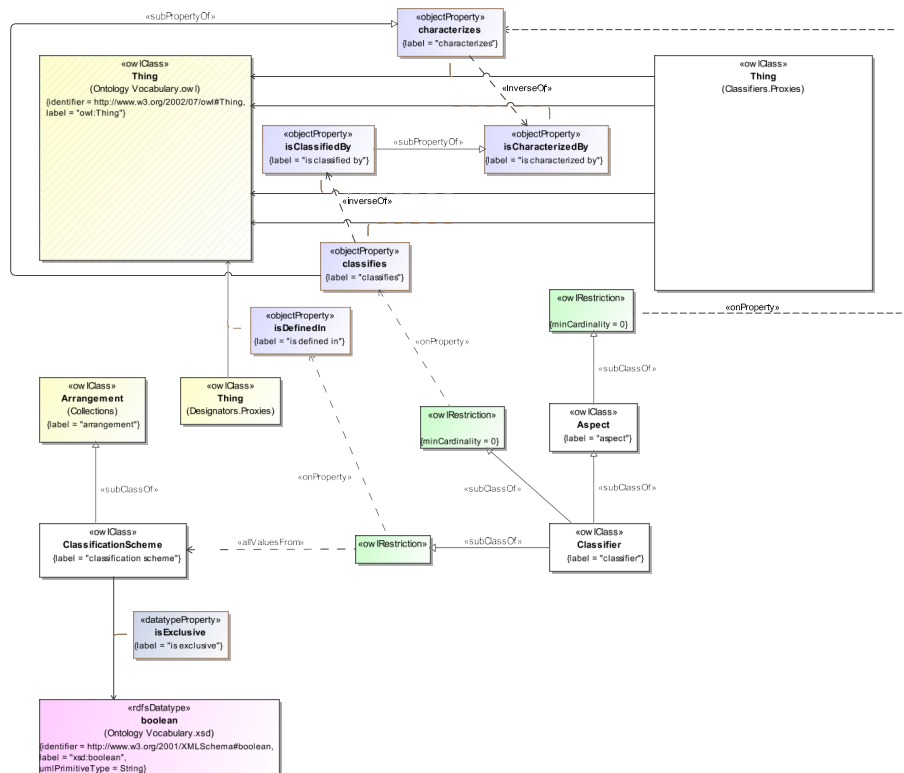 «subPropertyOf»
«objectProperty»
characterizes
{label = "characterizes"}
«owlClass»
Thing
(Ontology Vocabulary.owl)
{identifier = http://www.w3.org/2002/07/owl#Thing,
label = "owl:Thing"}
«owlClass»
Thing
(Classifiers.Proxies)
«inverseOf»
«objectProperty»
isClassifiedBy
{label = "is classified by"}
«subPropertyOf»
«objectProperty»
isCharacterizedBy
{label = "is characterized by"}
«inverseOf»
«objectProperty»
classifies
{label = "classifies"}
«objectProperty»
isDefinedIn
{label = "is defined in"}
«owlRestriction»
{minCardinality = 0}
«onProperty»
«onProperty»
«subClassOf»
«owlClass»
Arrangement
(Collections)
{label = "arrangement"}
«owlClass»
Thing
(Designators.Proxies)
«owlRestriction»
{minCardinality = 0}
«owlClass»
Aspect
{label = "aspect"}
«onProperty»
«subClassOf»
«subClassOf»
«subClassOf»
«owlClass»
ClassificationScheme
{label = "classification scheme"}
«allValuesFrom»
«owlRestriction»
«subClassOf»
«owlClass»
Classifier
{label = "classifier"}
«datatypeProperty»
isExclusive
{label = "is exclusive"}
«rdfsDatatype»
boolean
(Ontology Vocabulary.xsd)
{identifier = http://www.w3.org/2001/XMLSchema#boolean,
label = "xsd:boolean",
umlPrimitiveType = String}